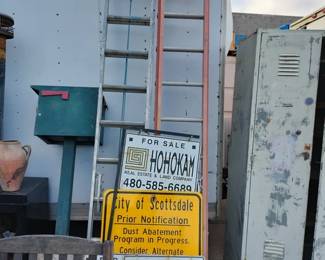 FOR SALE
HOHOKAM
REAL ESTATE & LAND COMPANY
480-585-6689
City of Scottsdale
Prior Notification
Dust Abatement
Program in Progress.
Consider Alternate